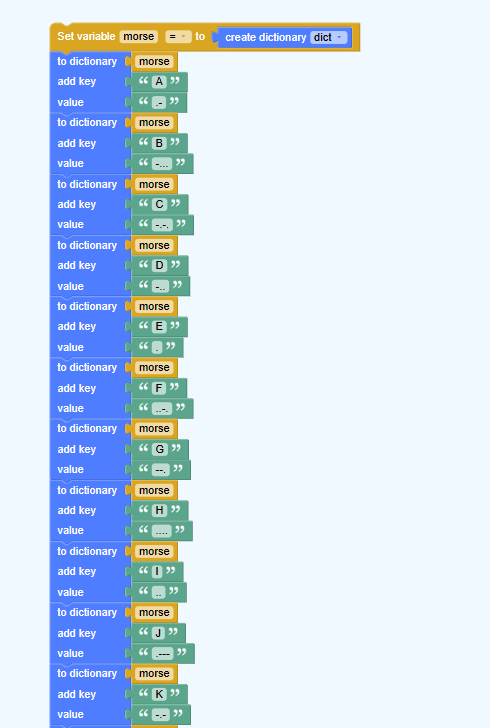 Set variable morse = to create dictionary dict
to dictionary morse
add key “ A ”
value “ .- ”
to dictionary morse
add key “ B ”
value “ -... ”
to dictionary morse
add key “ C ”
value “ -.-. ”
to dictionary morse
add key “ D ”
value “ -.. ”
to dictionary morse
add key “ E ”
value “ . ”
to dictionary morse
add key “ F ”
value “ ..-. ”
to dictionary morse
add key “ G ”
value “ --. ”
to dictionary morse
add key “ H ”
value “ .... ”
to dictionary morse
add key “ I ”
value “ .. ”
to dictionary morse
add key “ J ”
value “ .--- ”
to dictionary morse
add key “ K ”
value “ -.- ”